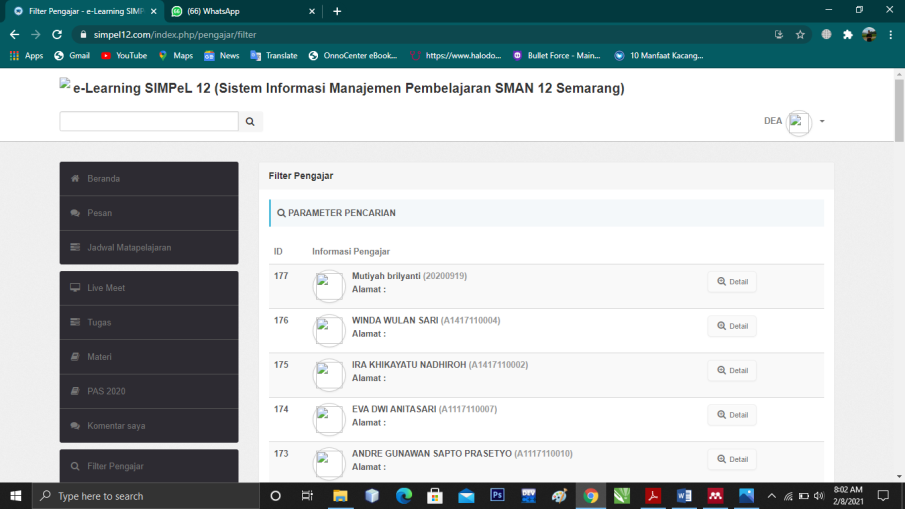 Filter Pengajar - e-Learning SIMP
(66) WhatsApp
simpel12.com/index.php/pengajar/filter
Apps Gmail YouTube Maps News Translate OnnoCenter eBook... https://www.halodo... Bullet Force - Main... 10 Manfaat Kacang...
e-Learning SIMPeL 12 (Sistem Informasi Manajemen Pembelajaran SMAN 12 Semarang)
DEA
Beranda
Pesan
Jadwal Matapelajaran
Live Meet
Tugas
Materi
PAS 2020
Komentar saya
Filter Pengajar
Filter Pengajar
PARAMETER PENCARIAN
ID Informasi Pengajar
177 Mutiyah brilyanti (20200919) Detail
Alamat :
176 WINDA WULAN SARI (A1417110004) Detail
Alamat :
175 IRA KHIKAYATU NADHIROH (A1417110002) Detail
Alamat :
174 EVA DWI ANITASARI (A1117110007) Detail
Alamat :
173 ANDRE GUNAWAN SAPTO PRASETYO (A1117110010) Detail
Alamat :
Type here to search
8:02 AM
2/8/2021